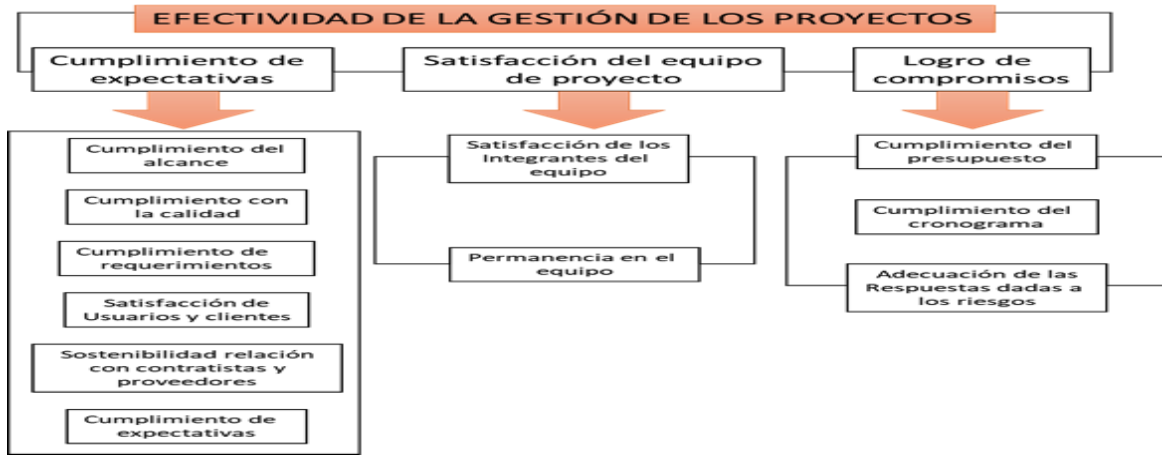 EFECTIVIDAD DE LA GESTIÓN DE LOS PROYECTOS
Cumplimiento de
expectativas
Satisfacción del equipo
de proyecto
Logro de
compromisos
Cumplimiento del
alcance
Cumplimiento con
la calidad
Cumplimiento de
requerimientos
Satisfacción de
Usuarios y clientes
Sostenibilidad relación
con contratistas y
proveedores
Cumplimiento de
expectativas
Satisfacción de los
Integrantes del
equipo
Permanencia en el
equipo
Cumplimiento del
presupuesto
Cumplimiento del
cronograma
Adecuación de las
Respuestas dadas a
los riesgos